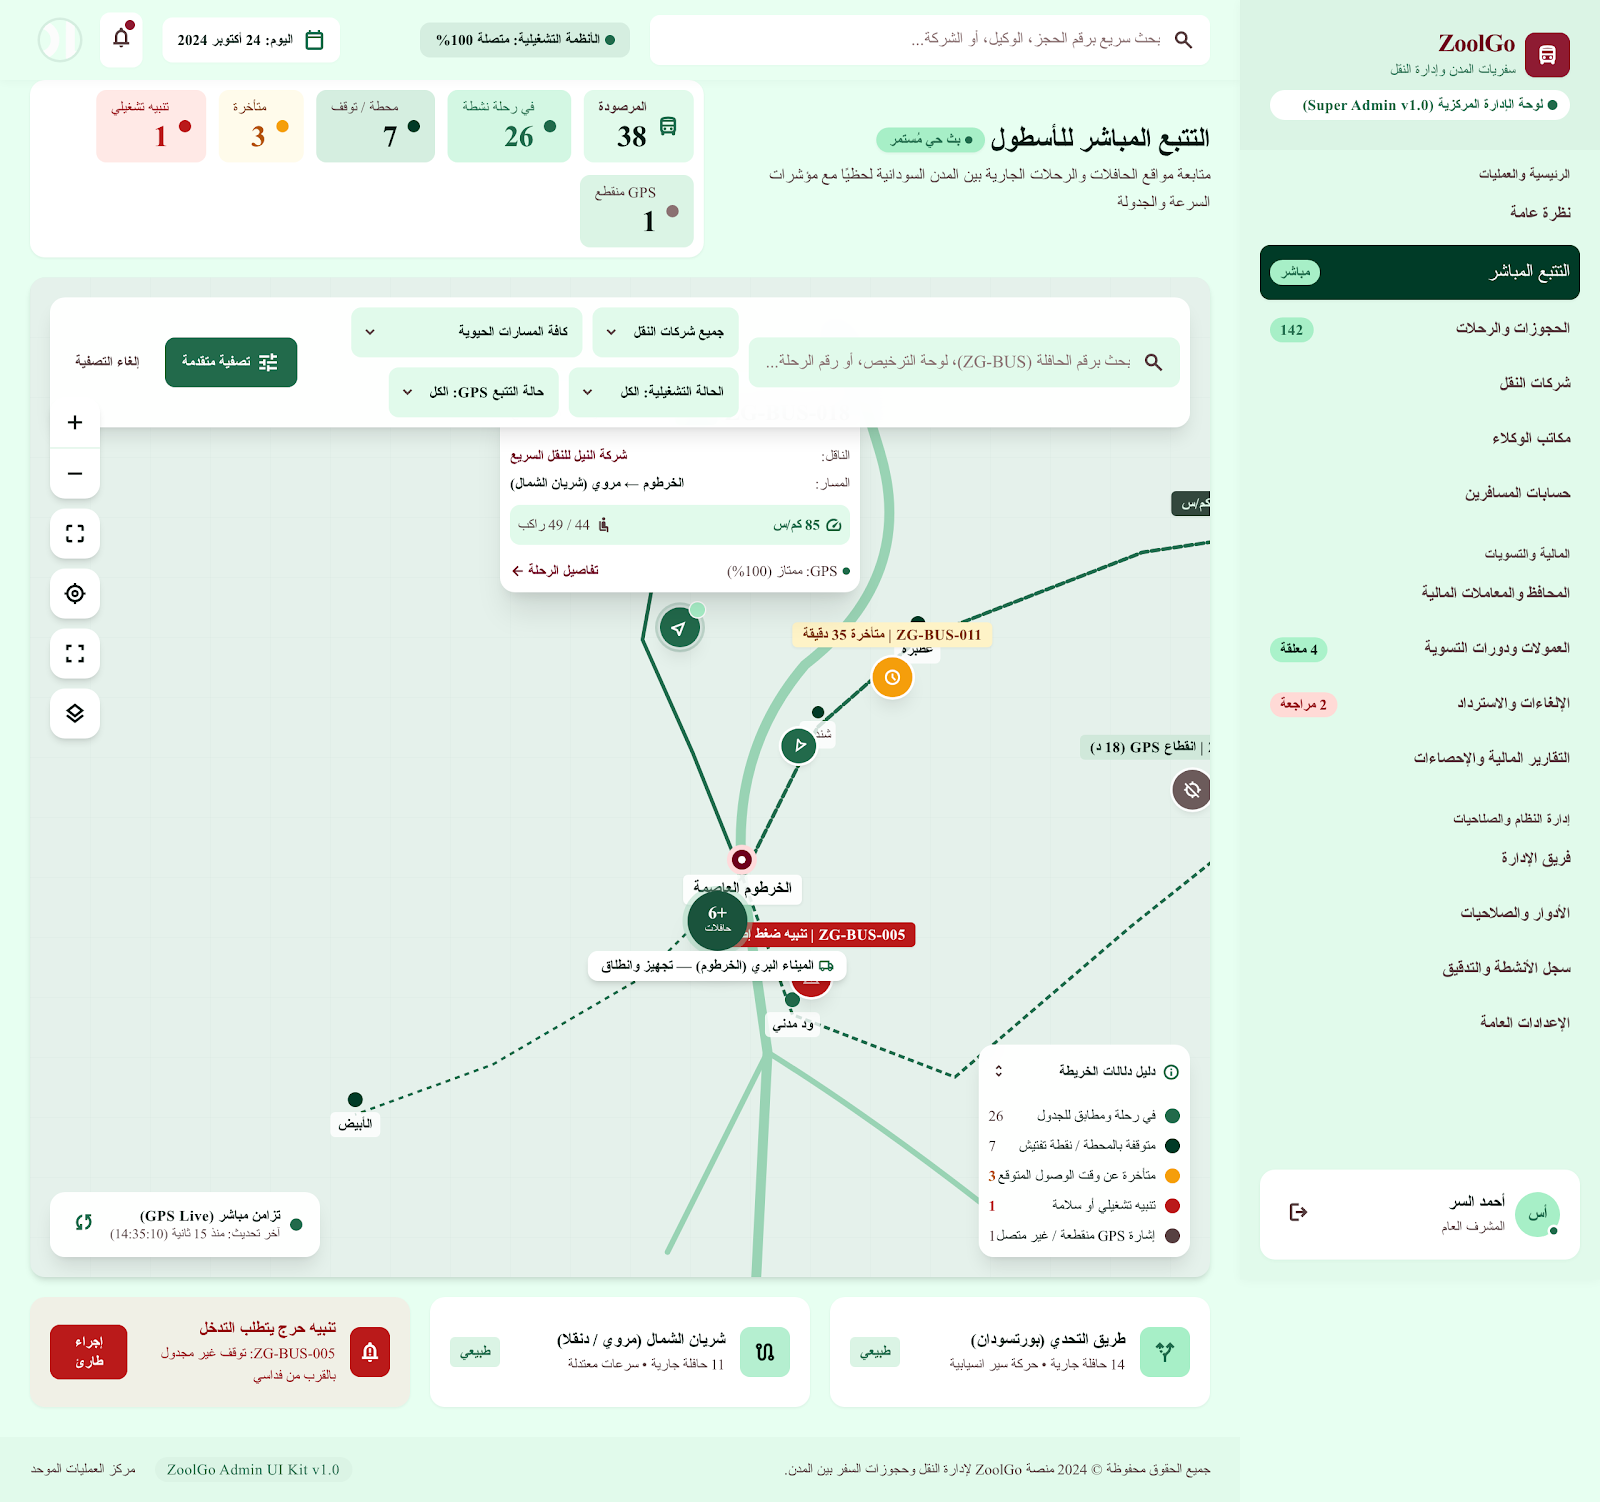 ZoolGo
سفريات المدن وإدارة النقل
لوحة الإدارة المركزية (Super Admin v1.0)
الرئيسية والعمليات
نظرة عامة
التتبع المباشر
مباشر
الحجوزات والرحلات
142
شركات النقل
مكاتب الوكلاء
حسابات المسافرين
المالية والتسويات
المحافظ والمعاملات المالية
العمولات ودورات التسوية
4 معلقة
الإلغاءات والاسترداد
2 مراجعة
التقارير المالية والإحصاءات
إدارة النظام والصلاحيات
فريق الإدارة
الأدوار والصلاحيات
سجل الأنشطة والتدقيق
الإعدادات العامة
أس
أحمد السر
المشرف العام
بحث سريع برقم الحجز، الوكيل، أو الشركة...
الأنظمة التشغيلية: متصلة 100%
اليوم: 24 أكتوبر 2024
التتبع المباشر للأسطول
بث حي مُستمر
متابعة مواقع الحافلات والرحلات الجارية بين المدن السودانية لحظيًا مع مؤشرات
السرعة والجدولة
المرصودة
38
في رحلة نشطة
26
محطة / توقف
7
متأخرة
3
تنبيه تشغيلي
1
GPS منقطع
1
بحث برقم الحافلة (ZG-BUS)، لوحة الترخيص، أو رقم الرحلة...
جميع شركات النقل
كافة المسارات الحيوية
الحالة التشغيلية: الكل
حالة التتبع GPS: الكل
تصفية متقدمة
إلغاء التصفية
الناقل:
شركة النيل للنقل السريع
المسار:
الخرطوم ← مروي (شريان الشمال)
85 كم/س
44 / 49 راكب
GPS: ممتاز (100%)
تفاصيل الرحلة
كم/س
ZG-BUS-011 | متأخرة 35 دقيقة
عطبرة
| انقطاع GPS (18 د)
الخرطوم العاصمة
+6
حافلات
ZG-BUS-005 | تنبيه ضغط
الميناء البري (الخرطوم) — تجهيز وانطلاق
ود مدني
الأبيض
دليل دلالات الخريطة
في رحلة ومطابق للجدول
26
متوقفة بالمحطة / نقطة تفتيش
7
متأخرة عن وقت الوصول المتوقع
3
تنبيه تشغيلي أو سلامة
1
إشارة GPS منقطعة / غير متصل
1
تزامن مباشر (GPS Live)
آخر تحديث: منذ 15 ثانية (14:35:10)
طريق التحدي (بورتسودان)
14 حافلة جارية • حركة سير انسيابية
طبيعي
شريان الشمال (مروي / دنقلا)
11 حافلة جارية • سرعات معتدلة
طبيعي
تنبيه حرج يتطلب التدخل
ZG-BUS-005: توقف غير مجدول
بالقرب من فداسي
إجراء
طارئ
جميع الحقوق محفوظة © 2024 منصة ZoolGo لإدارة النقل وحجوزات السفر بين المدن.
ZoolGo Admin UI Kit v1.0
مركز العمليات الموحد